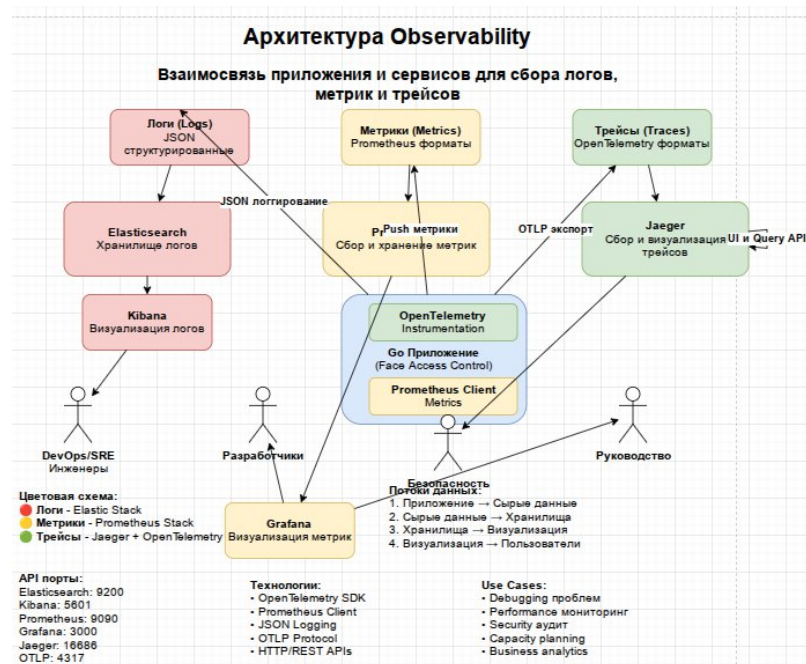 Архитектура Observability
Взаимосвязь приложения и сервисов для сбора логов,
метрик и трейсов
Логи (Logs)
JSON
структурированные
Метрики (Metrics)
Prometheus форматы
Трейсы (Traces)
OpenTelemetry форматы
JSON логгирование
Elasticsearch
Хранилище логов
Pr
Push метрики
Сбор и хранение метрик
OTLP экспорт
Jaeger
Сбор и визуализация
трейсов
UI и Query API
Kibana
Визуализация логов
OpenTelemetry
Instrumentation
Go Приложение
(Face Access Control)
Prometheus Client
Metrics
DevOps/SRE
Инженеры
Разработчики
Безопасность
Руководство
Цветовая схема:
Логи - Elastic Stack
Метрики - Prometheus Stack
Трейсы - Jaeger + OpenTelemetry
Grafana
Визуализация метрик
Потоки данных:
1. Приложение → Сырые данные
2. Сырые данные → Хранилища
3. Хранилища → Визуализация
4. Визуализация → Пользователи
API порты:
Elasticsearch: 9200
Kibana: 5601
Prometheus: 9090
Grafana: 3000
Jaeger: 16686
OTLP: 4317
Технологии:
• OpenTelemetry SDK
• Prometheus Client
• JSON Logging
• OTLP Protocol
• HTTP/REST APIs
Use Cases:
• Debugging проблем
• Performance мониторинг
• Security аудит
• Capacity planning
• Business analytics